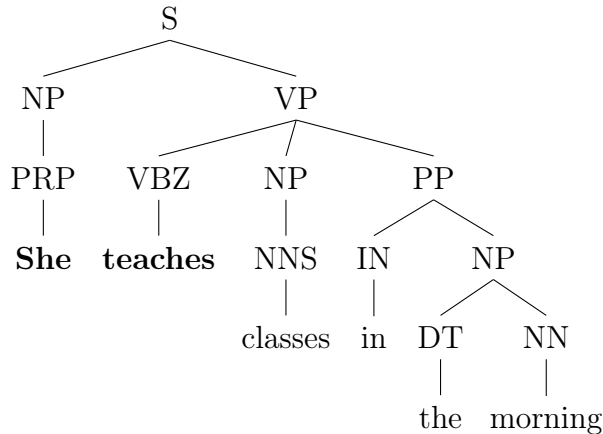 S
NP VP
PRP VBZ NP PP
She teaches NNS IN NP
classes in DT NN
the morning